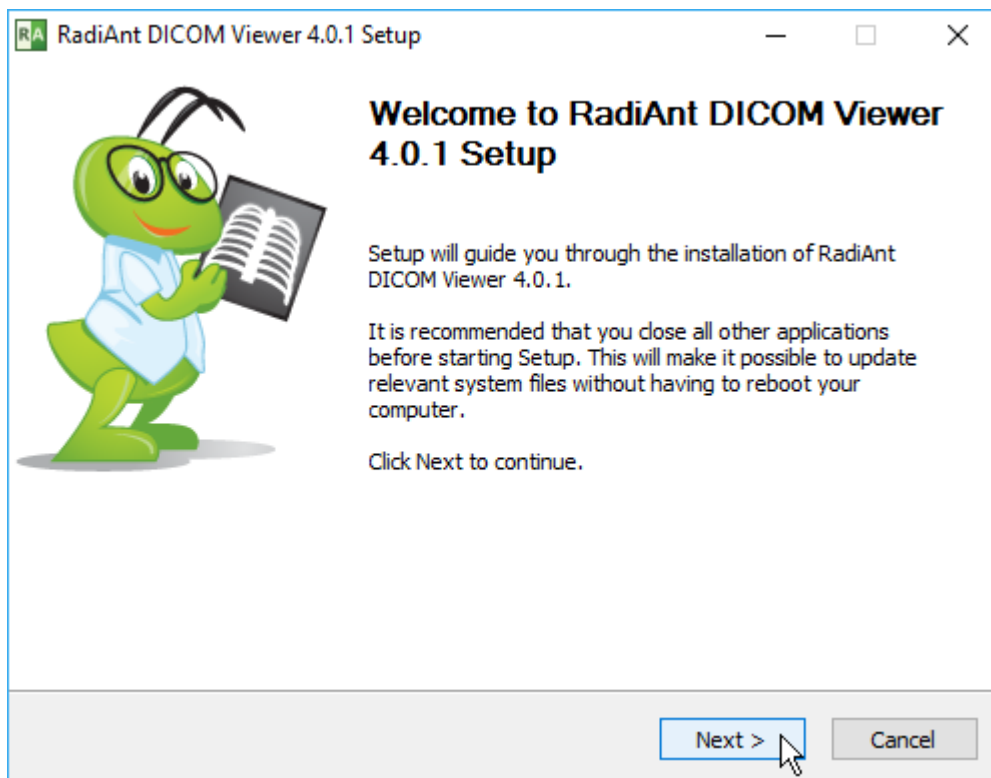 RA RadiAnt DICOM Viewer 4.0.1 Setup
Welcome to RadiAnt DICOM Viewer
4.0.1 Setup
Setup will guide you through the installation of RadiAnt
DICOM Viewer 4.0.1.
It is recommended that you close all other applications
before starting Setup. This will make it possible to update
relevant system files without having to reboot your
computer.
Click Next to continue.
Next > Cancel